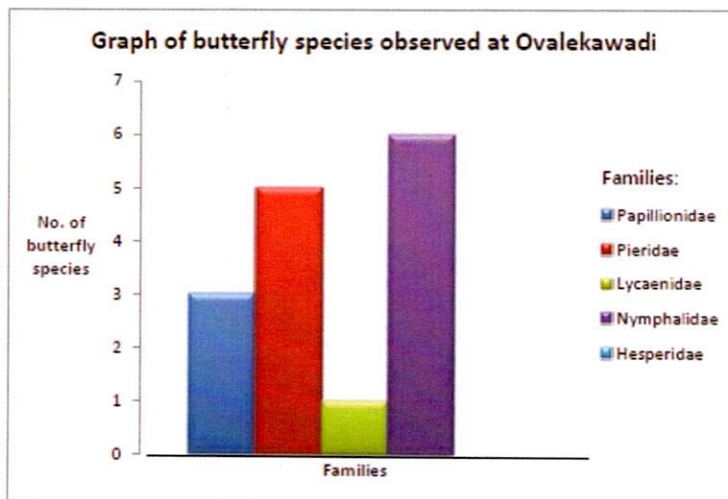 Graph of butterfly species observed at Ovalekawadi
7
6
5
4
3
2
1
0
No. of
butterfly
species
Families
Families:
Papillionidae
Pieridae
Lycaenidae
Nymphalidae
Hesperidae